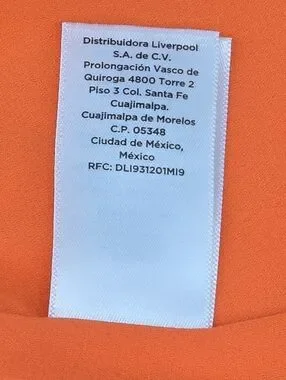 Distribuidora Liverpool
S.A. de C.V.
Prolongación Vasco de
Quiroga 4800 Torre 2
Piso 3 Col. Santa Fe
Cuajimalpa.
Cuajimalpa de Morelos
C.P. 05348
Ciudad de México,
México
RFC: DLI931201MI9